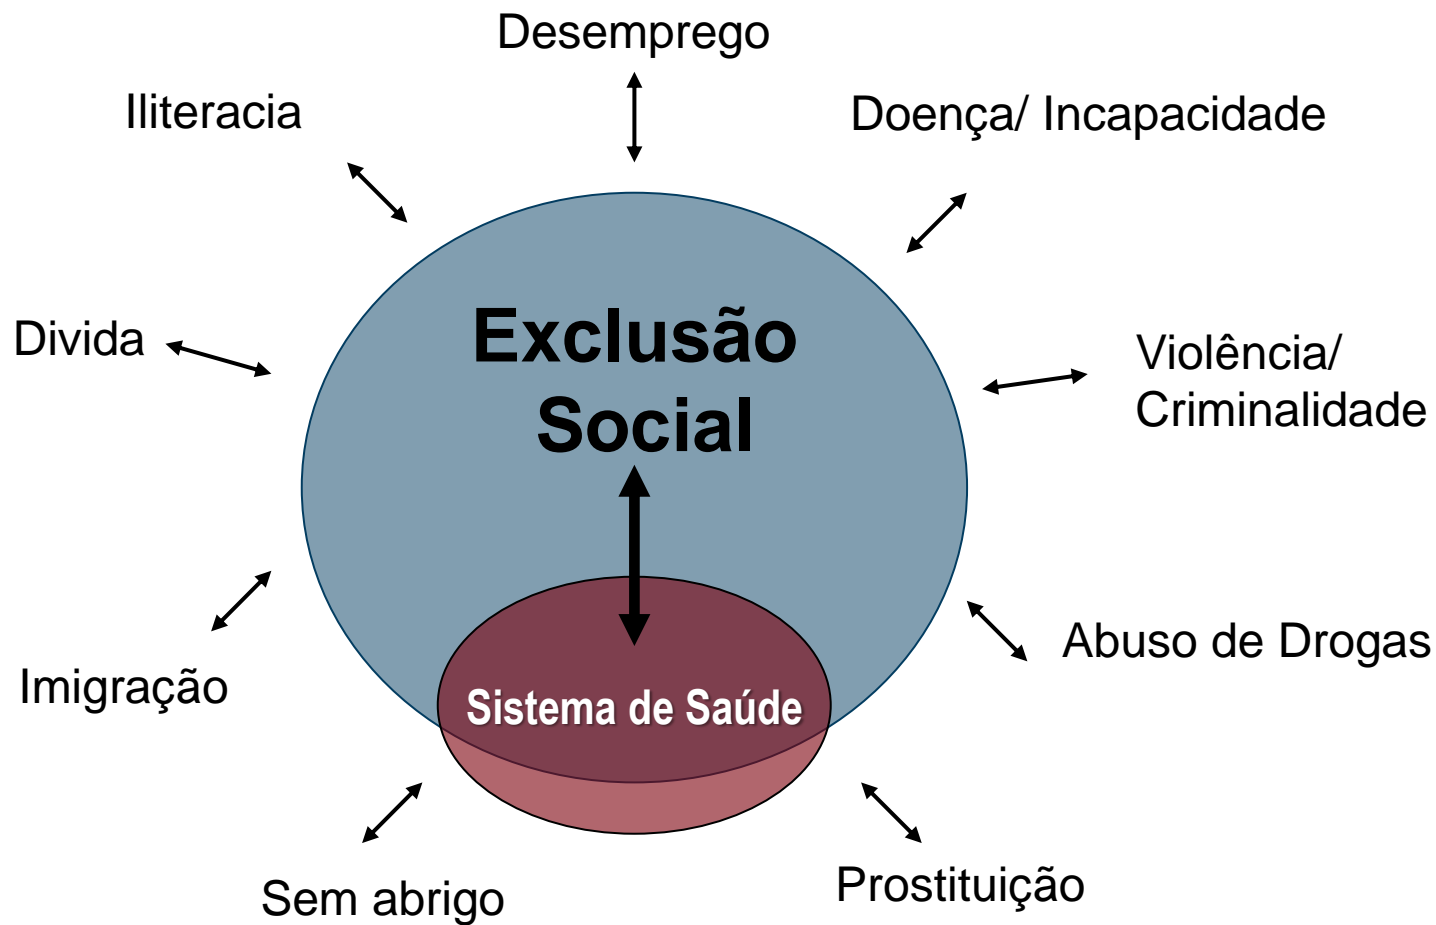 Desemprego
Iliteracia
Doença/ Incapacidade
Exclusão
Social
Divida
Violência/
Criminalidade
Imigração
Abuso de Drogas
Sistema de Saúde
Sem abrigo
Prostituição